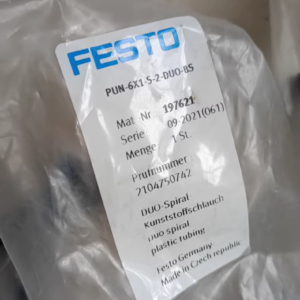 FESTO
PUN-6X1-S-2-DUO-BS
Mat. Nr. 197621
Serie 09-2021(061)
Menge 1 St.
Prüfnummer
2104750742
DUO-Spiral-
Kunststoffschlauch
Duo spiral
plastic tubing
Festo Germany
Made in Czech republic